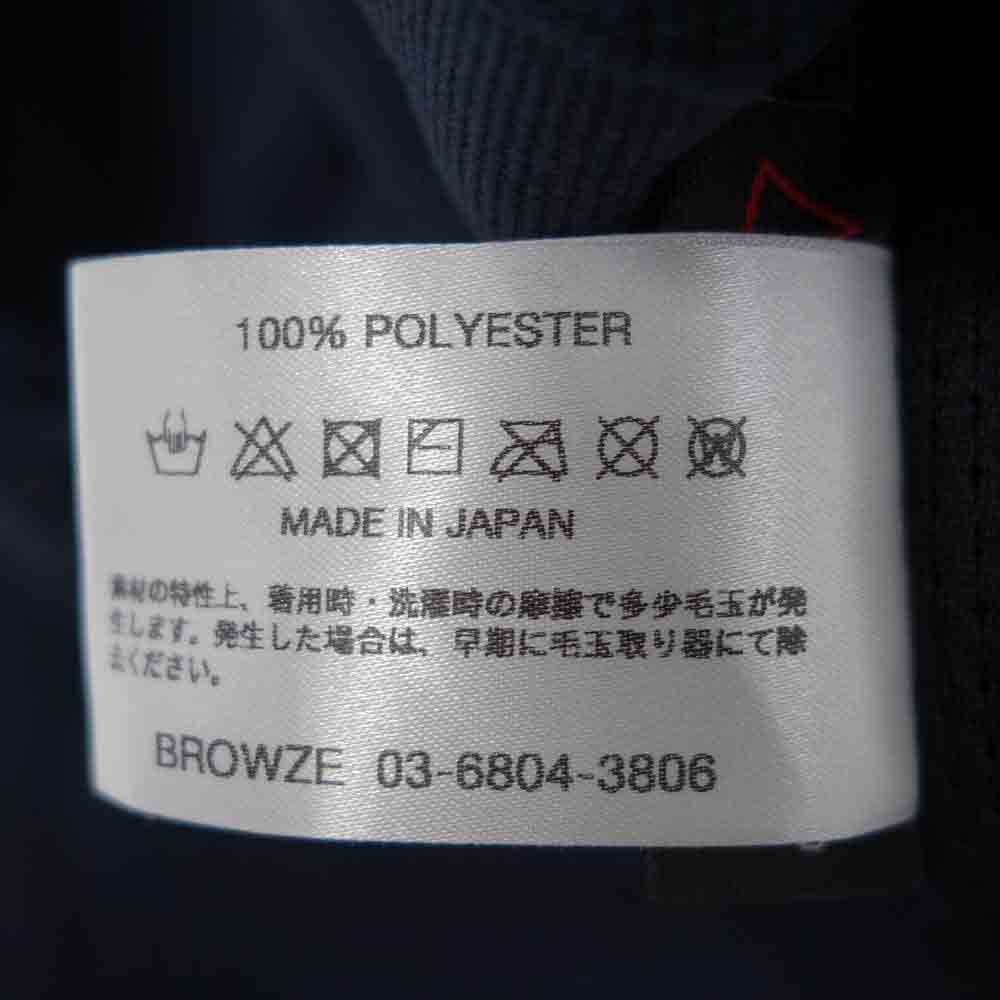 100% POLYESTER
W
MADE IN JAPAN
素材の特性上、着用時・洗濯時の摩擦で多少毛玉が発
生します。発生した場合は、早期に毛玉取り器にて除
去ください。
BROWZE 03-6804-3806